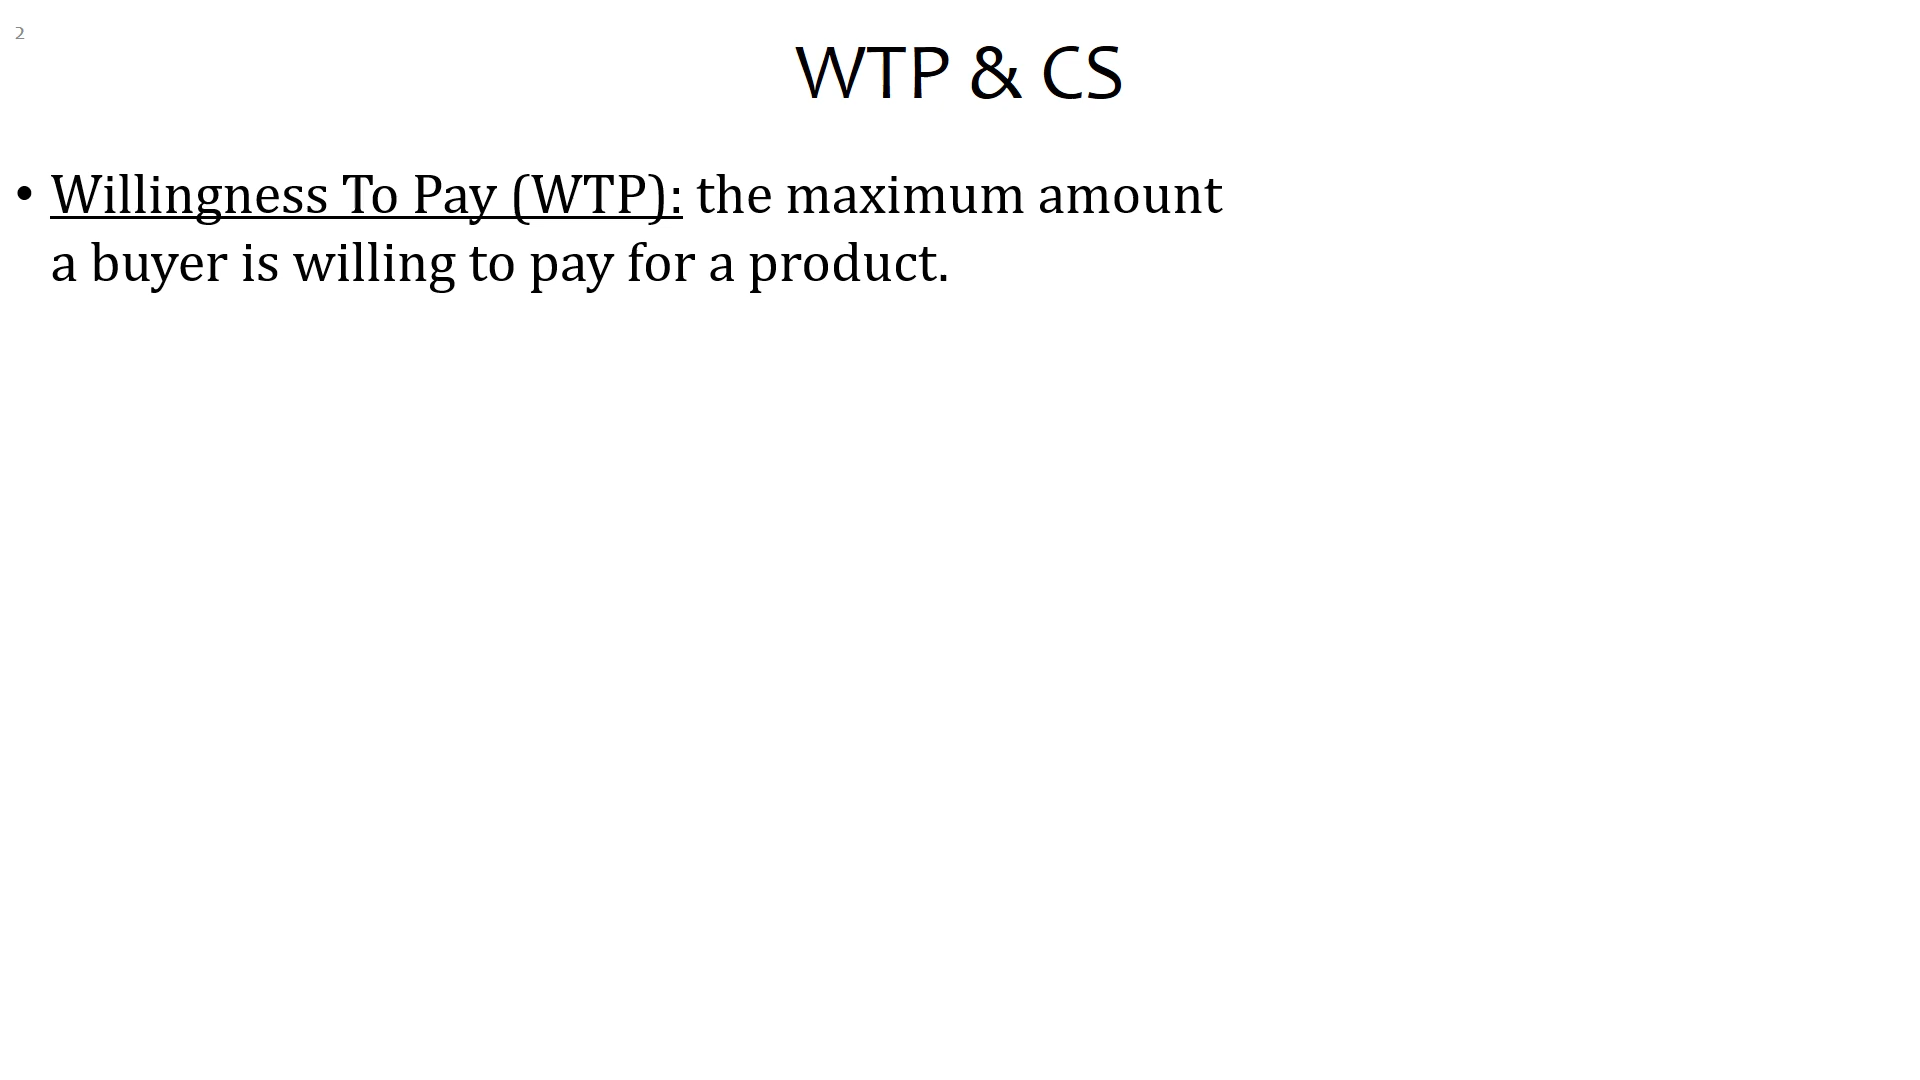 2
WTP & CS
• Willingness To Pay (WTP): the maximum amount
a buyer is willing to pay for a product.